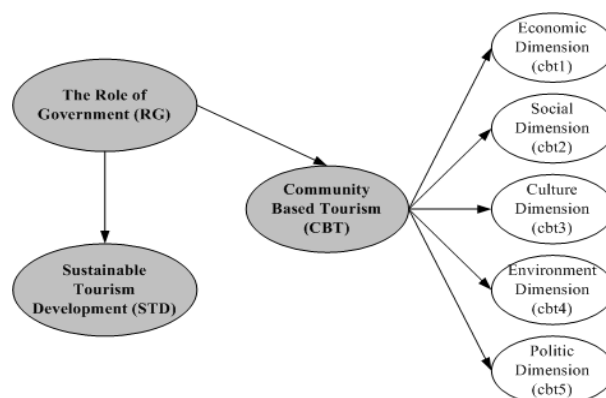 The Role of
Government (RG)
Sustainable
Tourism
Development (STD)
Community
Based Tourism
(CBT)
Economic
Dimension
(cbt1)
Social
Dimension
(cbt2)
Culture
Dimension
(cbt3)
Environment
Dimension
(cbt4)
Politic
Dimension
(cbt5)